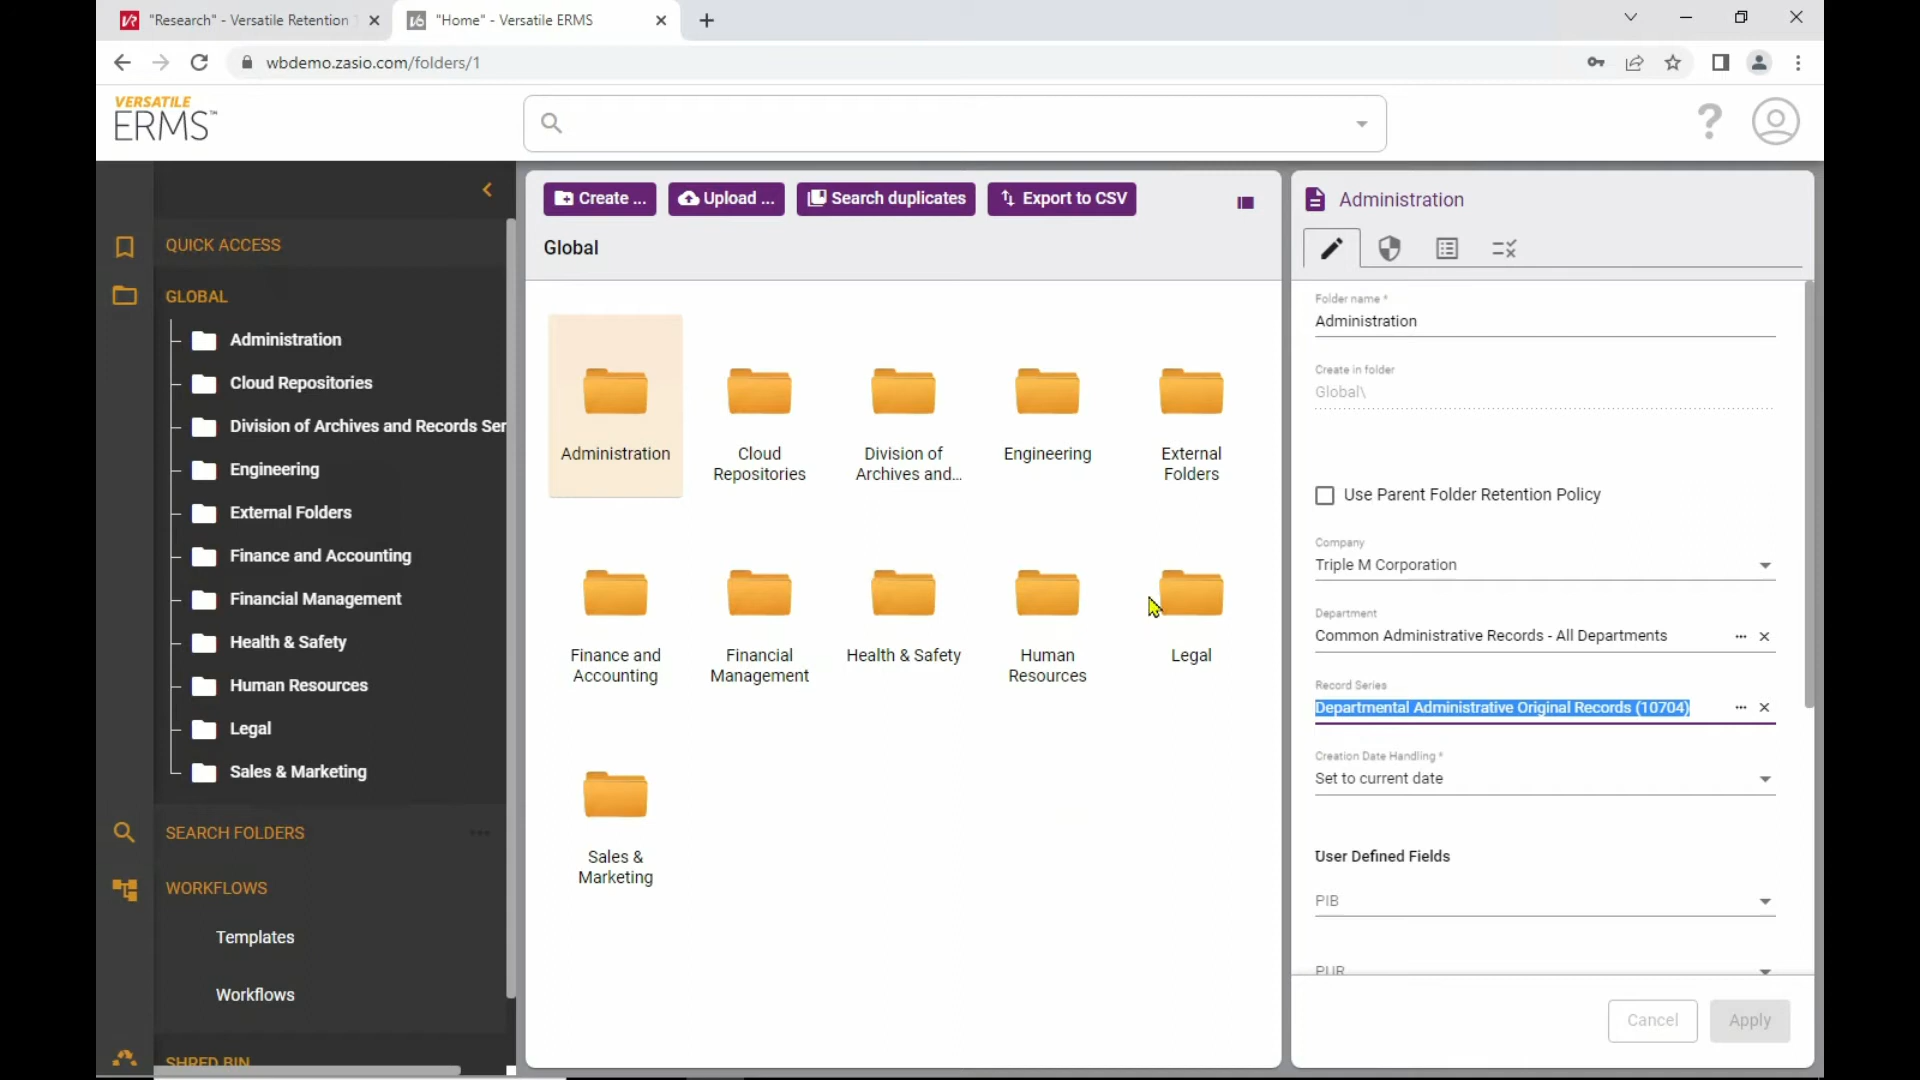 "Research" - Versatile Retention
"Home" - Versatile ERMS
wbdemo.zasio.com/folders/1
VERSATILE
ERMS™
QUICK ACCESS
GLOBAL
Administration
Cloud Repositories
Division of Archives and Records Ser
Engineering
External Folders
Finance and Accounting
Financial Management
Health & Safety
Human Resources
Legal
Sales & Marketing
SEARCH FOLDERS
WORKFLOWS
Templates
Workflows
SHRED BIN
Create ...
Upload ...
Search duplicates
Export to CSV
Global
Administration
Cloud
Repositories
Division of
Archives and...
Engineering
External
Folders
Finance and
Accounting
Financial
Management
Health & Safety
Human
Resources
Legal
Sales &
Marketing
Administration
Folder name *
Administration
Create in folder
Global\
Use Parent Folder Retention Policy
Company
Triple M Corporation
Department
Common Administrative Records - All Departments
Record Series
Departmental Administrative Original Records (10704)
Creation Date Handling *
Set to current date
User Defined Fields
PIB
PUR
Cancel
Apply